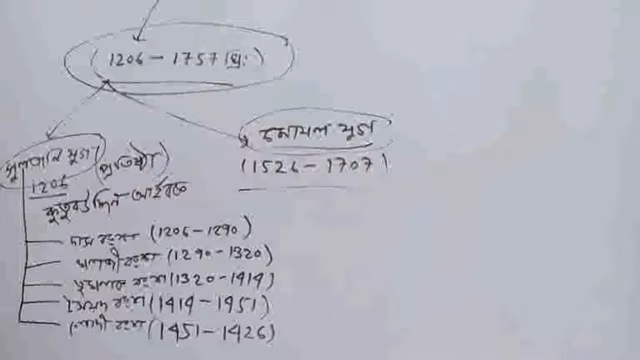 (1206 – 1757 খ্রি:)
সুলতানি যুগ (প্রতিষ্ঠা)
1206
কুতুবউদ্দিন আইবক
দাস বংশ (1206 – 1290)
খলজী বংশ (1290 – 1320)
তুঘলক বংশ (1320 – 1414)
সৈয়দ বংশ (1414 – 1451)
লোদী বংশ (1451 – 1426)
মোঘল যুগ
(1526 – 1707)